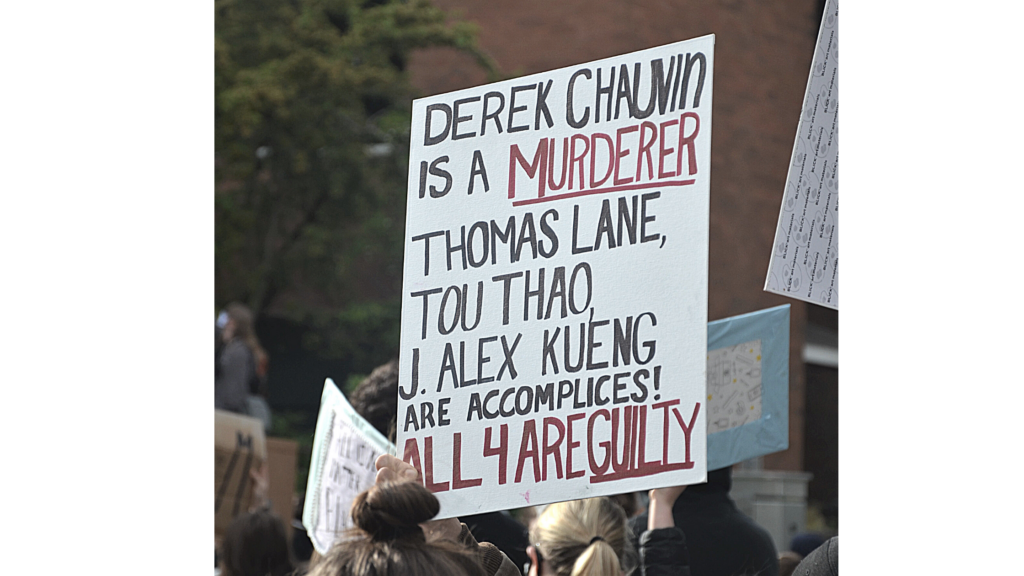 DEREK CHAUVIN
IS A MURDERER
THOMAS LANE,
TOU THAO,
J. ALEX KUENG
ARE ACCOMPLICES!
ALL 4 ARE GUILTY